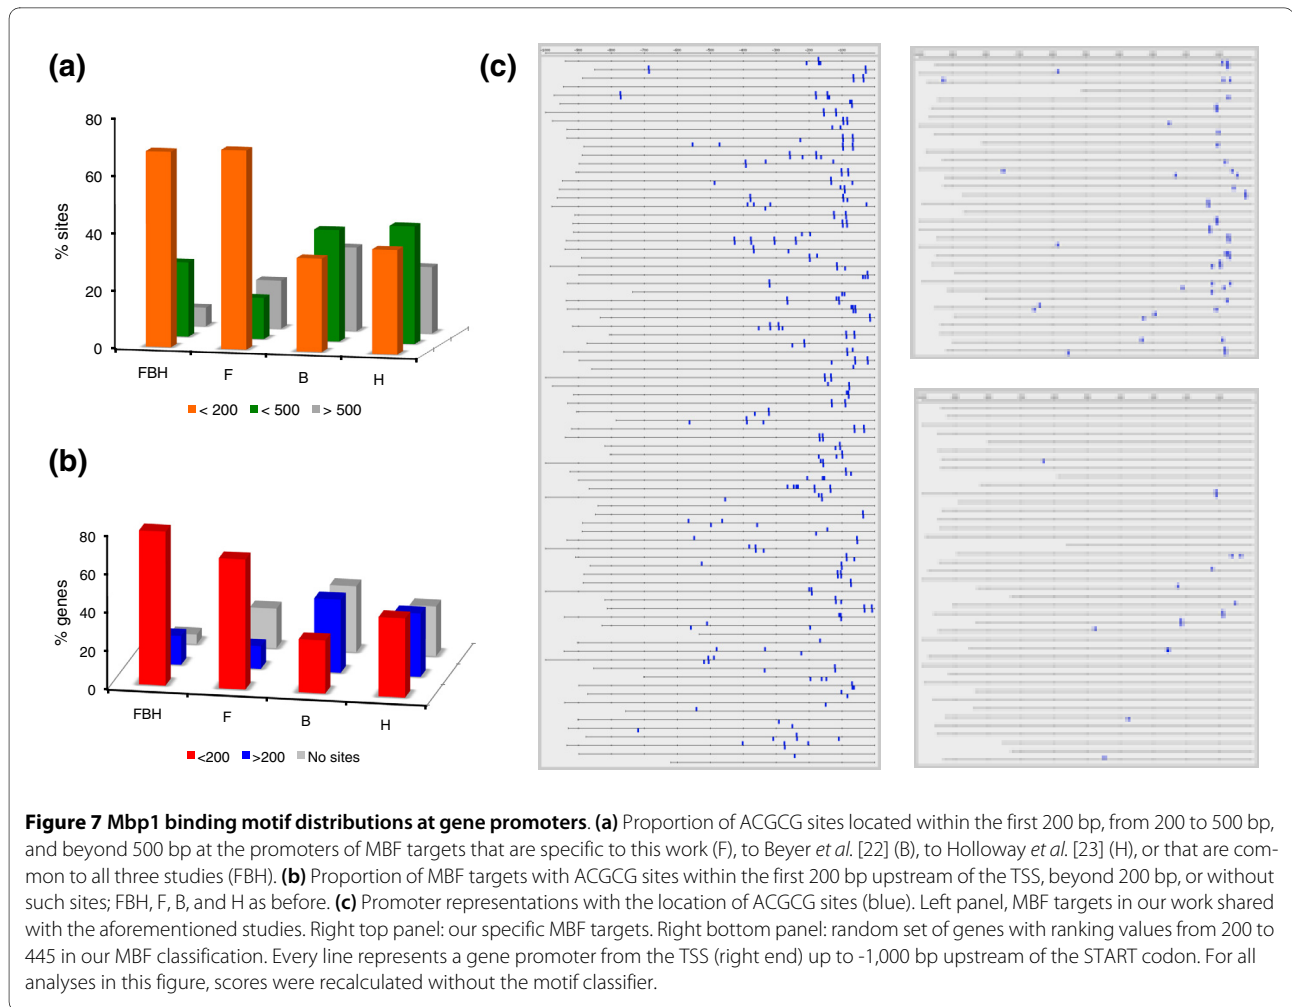 (a)
80
60
40
20
0
% sites
FBH
F
B
H
< 200 < 500 > 500
(b)
80
60
40
20
0
% genes
FBH
F
B
H
<200 >200 No sites
(c)
Figure 7 Mbp1 binding motif distributions at gene promoters. (a) Proportion of ACGCG sites located within the first 200 bp, from 200 to 500 bp,
and beyond 500 bp at the promoters of MBF targets that are specific to this work (F), to Beyer et al. [22] (B), to Holloway et al. [23] (H), or that are com-
mon to all three studies (FBH). (b) Proportion of MBF targets with ACGCG sites within the first 200 bp upstream of the TSS, beyond 200 bp, or without
such sites; FBH, F, B, and H as before. (c) Promoter representations with the location of ACGCG sites (blue). Left panel, MBF targets in our work shared
with the aforementioned studies. Right top panel: our specific MBF targets. Right bottom panel: random set of genes with ranking values from 200 to
445 in our MBF classification. Every line represents a gene promoter from the TSS (right end) up to -1,000 bp upstream of the START codon. For all
analyses in this figure, scores were recalculated without the motif classifier.